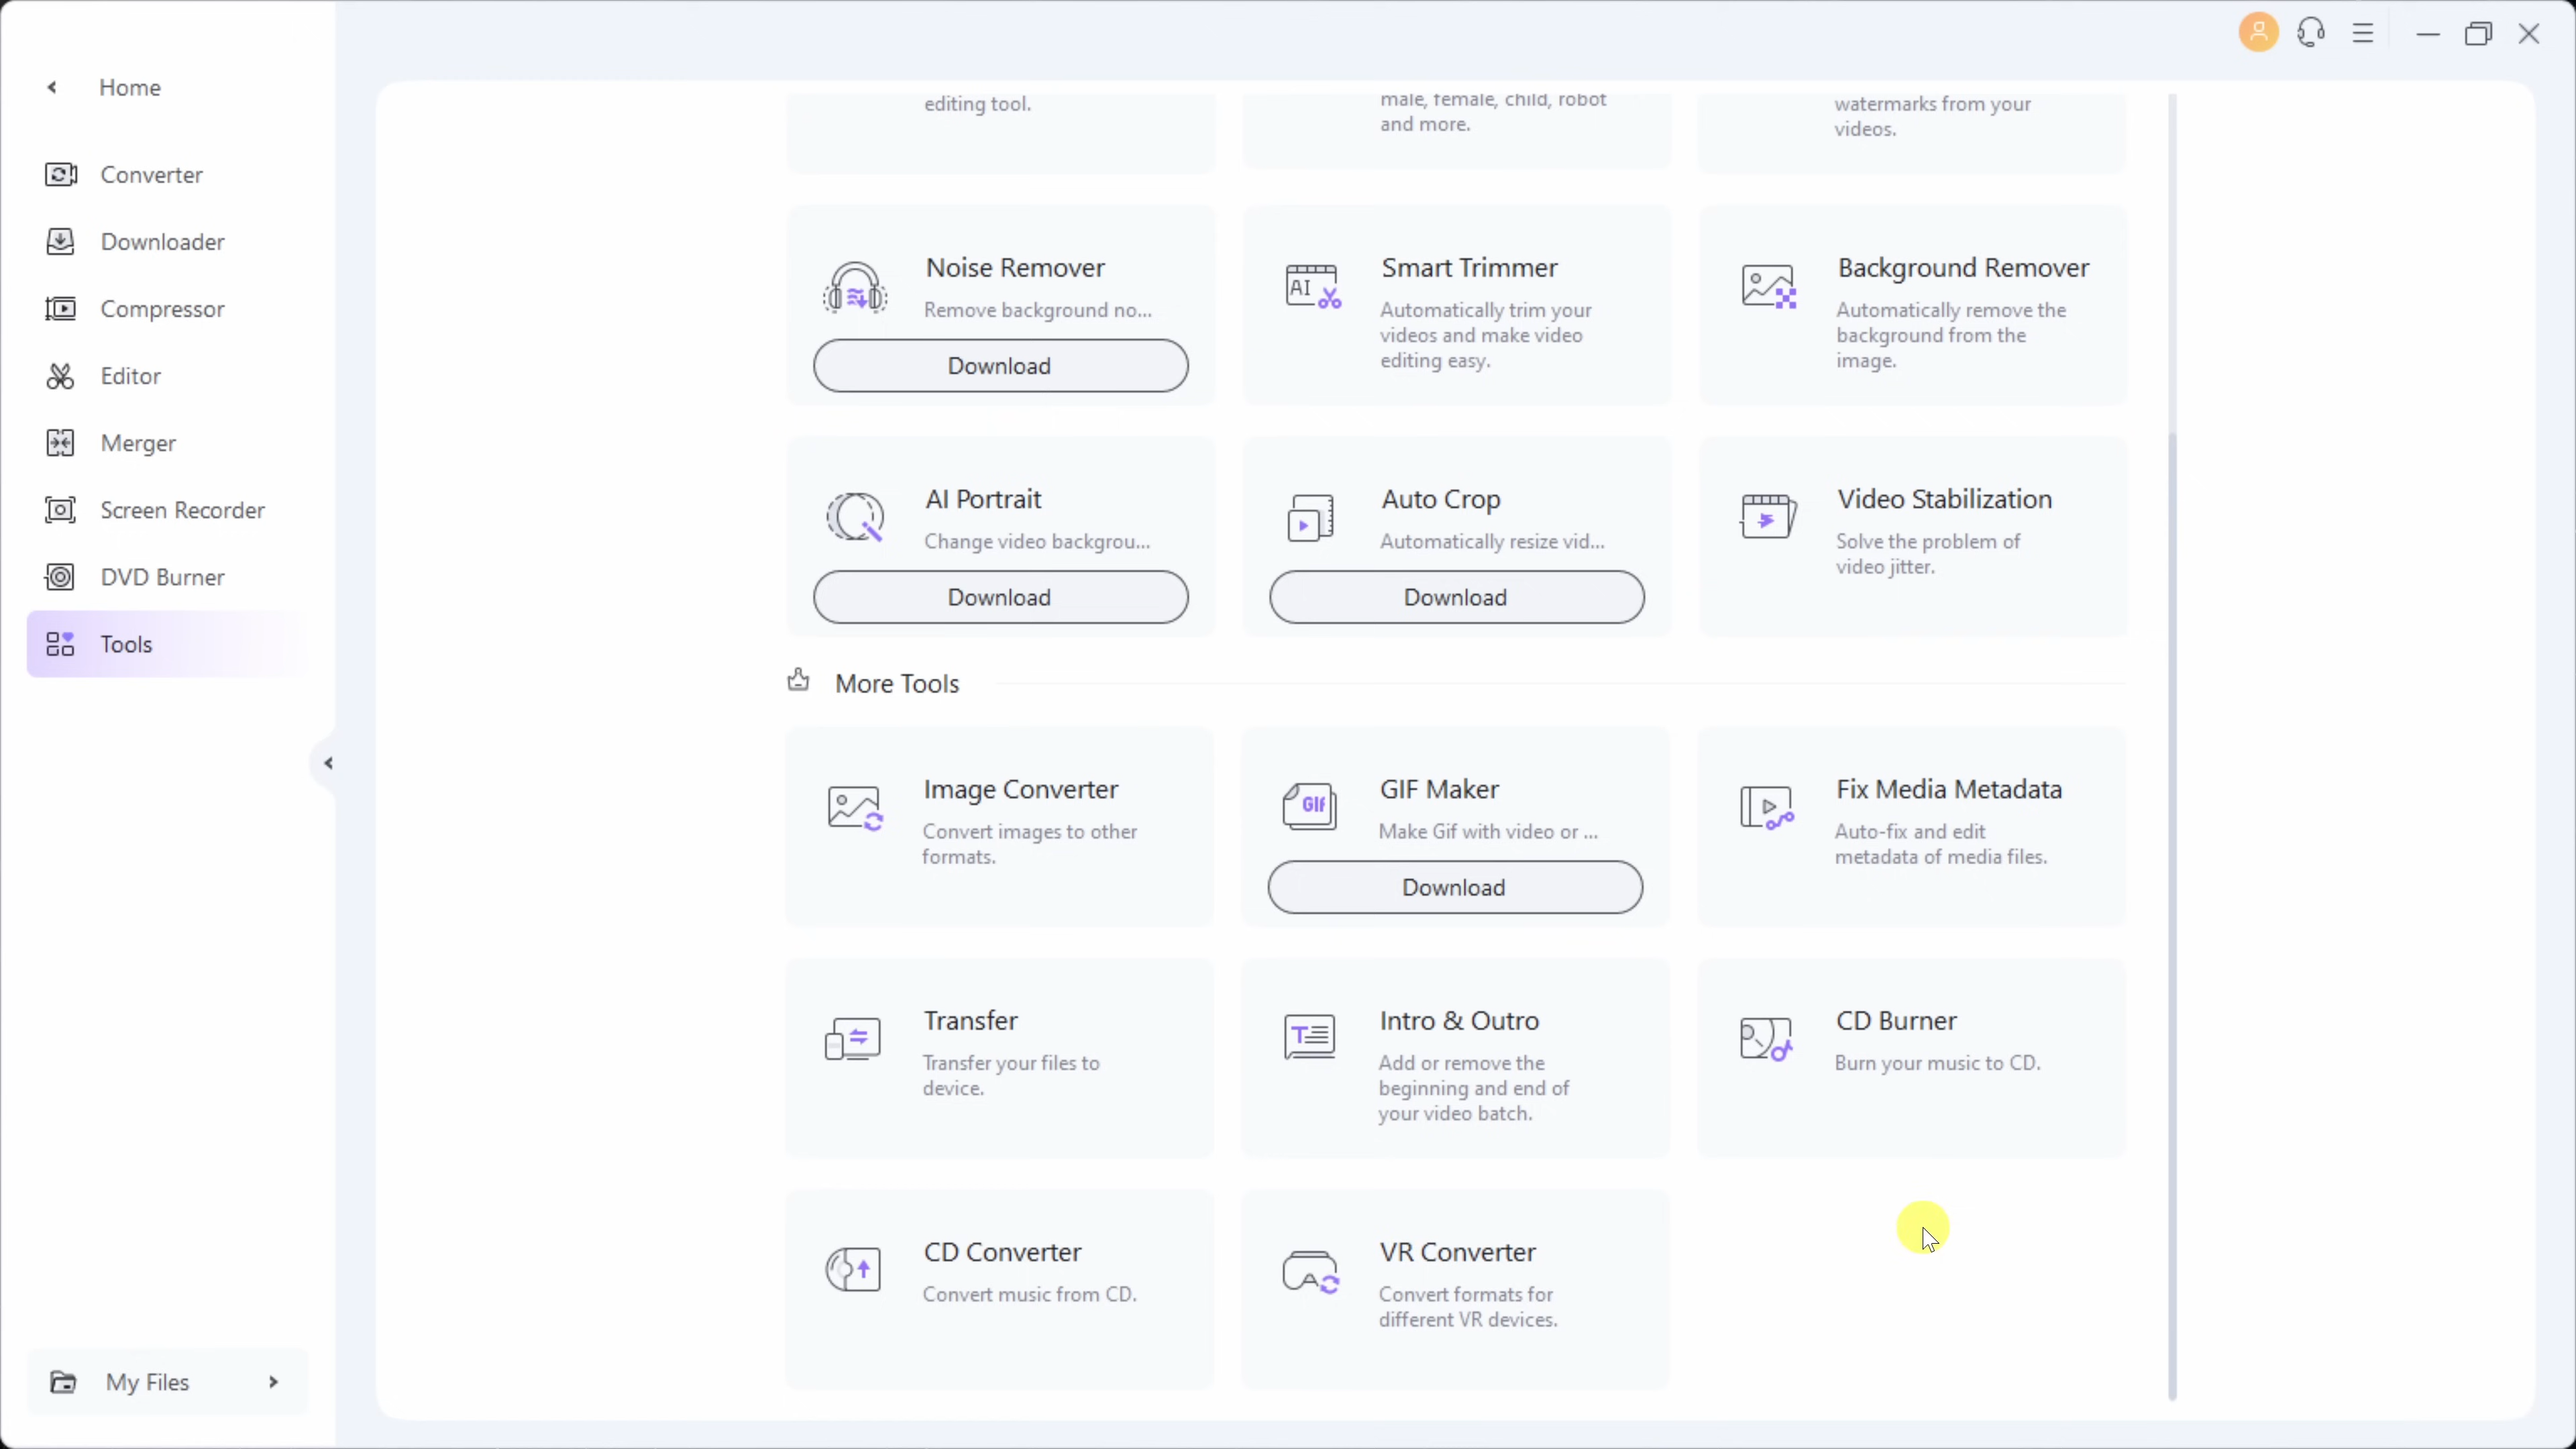 Home
Converter
Downloader
Compressor
Editor
Merger
Screen Recorder
DVD Burner
Tools
My Files
editing tool.
male, female, child, robot
and more.
watermarks from your
videos.
Noise Remover
Remove background no...
Download
Smart Trimmer
Automatically trim your
videos and make video
editing easy.
Background Remover
Automatically remove the
background from the
image.
AI Portrait
Change video backgrou...
Download
Auto Crop
Automatically resize vid...
Download
Video Stabilization
Solve the problem of
video jitter.
More Tools
Image Converter
Convert images to other
formats.
GIF Maker
Make Gif with video or ...
Download
Fix Media Metadata
Auto-fix and edit
metadata of media files.
Transfer
Transfer your files to
device.
Intro & Outro
Add or remove the
beginning and end of
your video batch.
CD Burner
Burn your music to CD.
CD Converter
Convert music from CD.
VR Converter
Convert formats for
different VR devices.